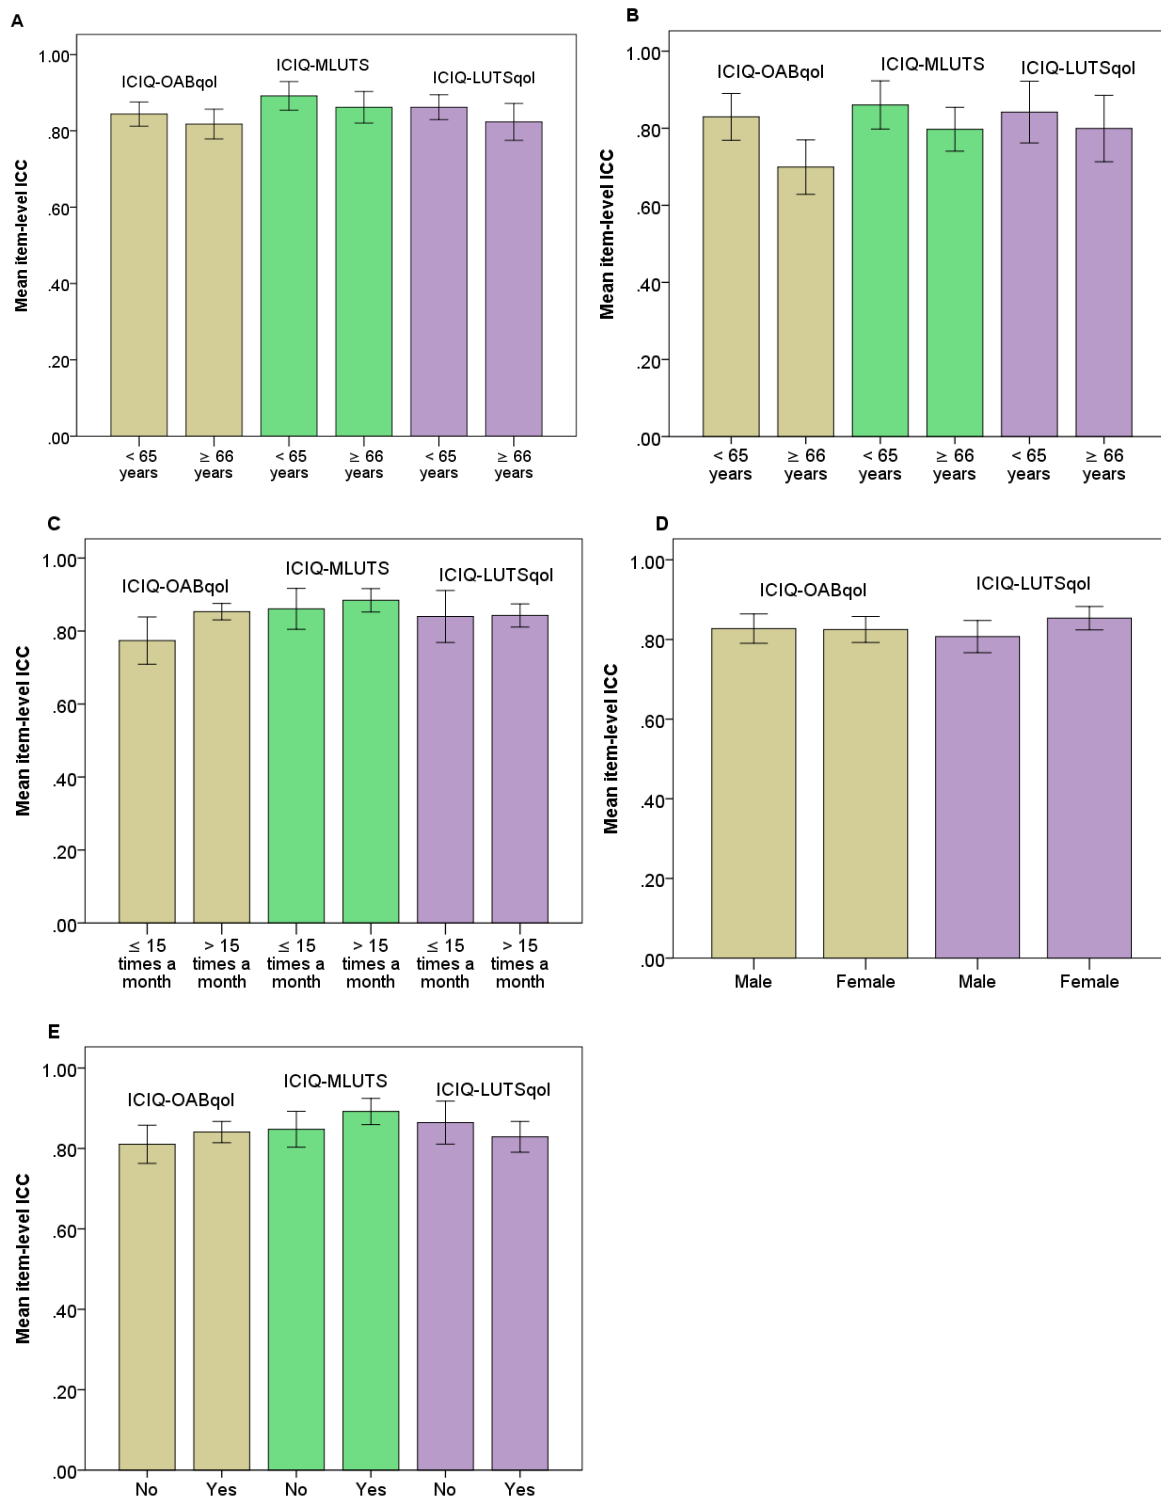 A
Mean item-level ICC
1.00
.80
.60
.40
.20
.00
ICIQ-OABqol
ICIQ-MLUTS
ICIQ-LUTSqol
< 65 years
≥ 66 years
< 65 years
≥ 66 years
< 65 years
≥ 66 years
B
Mean item-level ICC
1.00
.80
.60
.40
.20
.00
ICIQ-OABqol
ICIQ-MLUTS
ICIQ-LUTSqol
< 65 years
≥ 66 years
< 65 years
≥ 66 years
< 65 years
≥ 66 years
C
Mean item-level ICC
1.00
.80
.60
.40
.20
.00
ICIQ-OABqol
ICIQ-MLUTS
ICIQ-LUTSqol
≤ 15 times a month
> 15 times a month
≤ 15 times a month
> 15 times a month
≤ 15 times a month
> 15 times a month
D
Mean item-level ICC
1.00
.80
.60
.40
.20
.00
ICIQ-OABqol
ICIQ-LUTSqol
Male
Female
Male
Female
E
Mean item-level ICC
1.00
.80
.60
.40
.20
.00
ICIQ-OABqol
ICIQ-MLUTS
ICIQ-LUTSqol
No
Yes
No
Yes
No
Yes